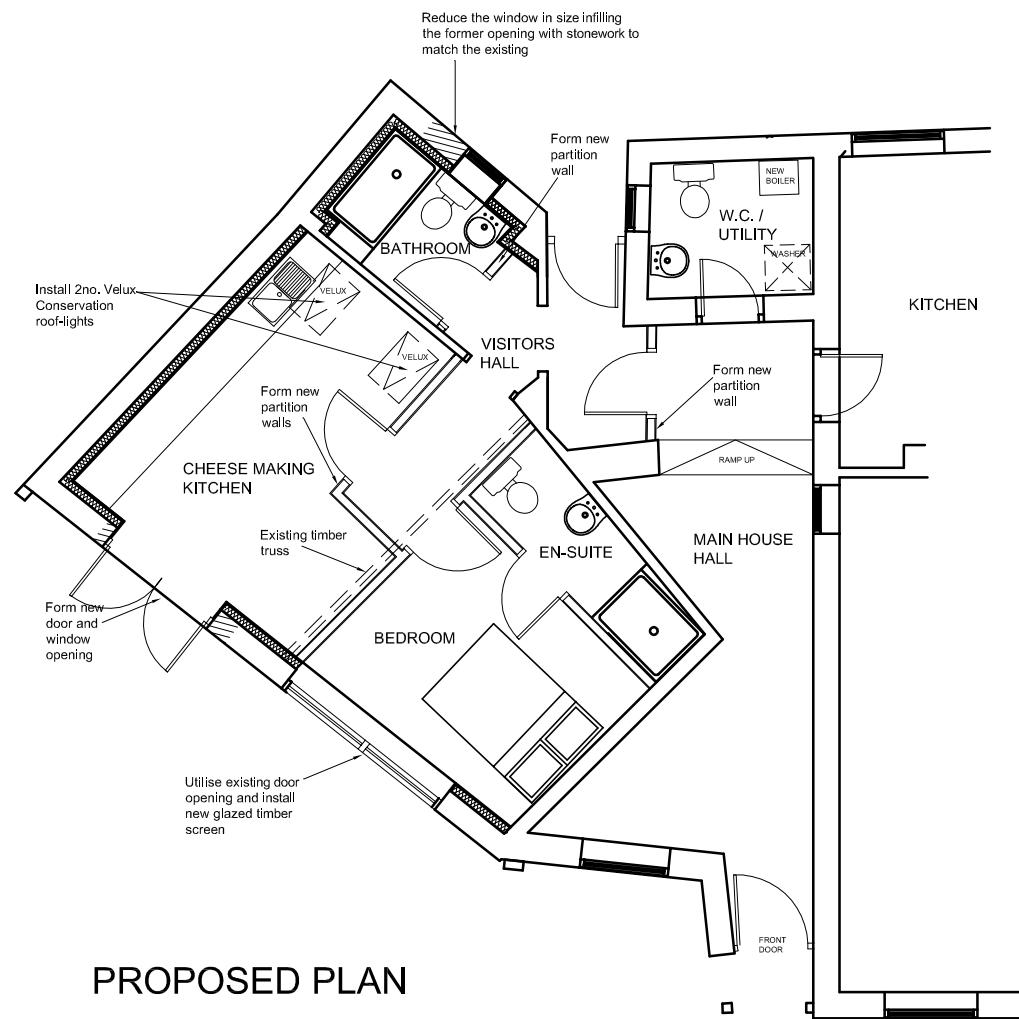 Reduce the window in size infilling
the former opening with stonework to
match the existing
Form new
partition
wall
NEW
BOILER
W.C. /
UTILITY
WASHER
BATHROOM
Install 2no. Velux
Conservation
roof-lights
VELUX
VELUX
KITCHEN
VISITORS
HALL
Form new
partition
wall
Form new
partition
walls
RAMP UP
CHEESE MAKING
KITCHEN
Existing timber
truss
EN-SUITE
MAIN HOUSE
HALL
Form new
door and
window
opening
BEDROOM
Utilise existing door
opening and install
new glazed timber
screen
FRONT
DOOR
PROPOSED PLAN